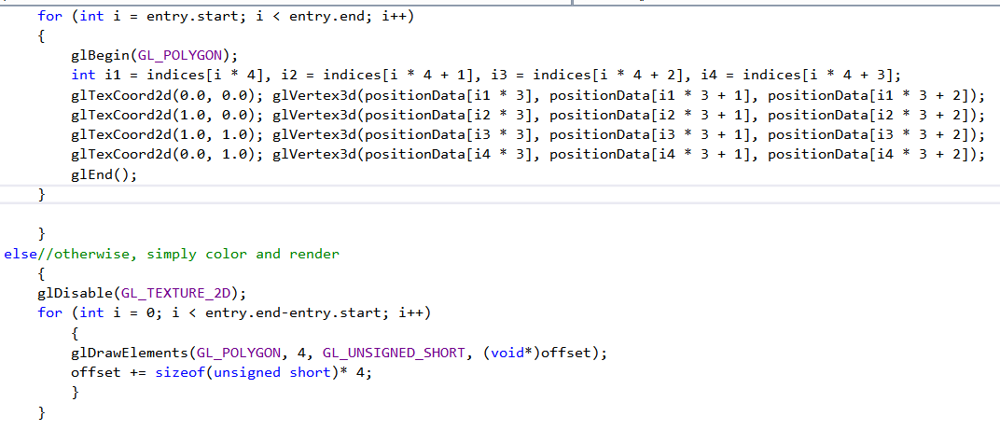 for (int i = entry.start; i < entry.end; i++)
{
glBegin(GL_POLYGON);
int i1 = indices[i * 4], i2 = indices[i * 4 + 1], i3 = indices[i * 4 + 2], i4 = indices[i * 4 + 3];
glTexCoord2d(0.0, 0.0); glVertex3d(positionData[i1 * 3], positionData[i1 * 3 + 1], positionData[i1 * 3 + 2]);
glTexCoord2d(1.0, 0.0); glVertex3d(positionData[i2 * 3], positionData[i2 * 3 + 1], positionData[i2 * 3 + 2]);
glTexCoord2d(1.0, 1.0); glVertex3d(positionData[i3 * 3], positionData[i3 * 3 + 1], positionData[i3 * 3 + 2]);
glTexCoord2d(0.0, 1.0); glVertex3d(positionData[i4 * 3], positionData[i4 * 3 + 1], positionData[i4 * 3 + 2]);
glEnd();
}
}
else//otherwise, simply color and render
{
glDisable(GL_TEXTURE_2D);
for (int i = 0; i < entry.end-entry.start; i++)
{
glDrawElements(GL_POLYGON, 4, GL_UNSIGNED_SHORT, (void*)offset);
offset += sizeof(unsigned short)* 4;
}
}